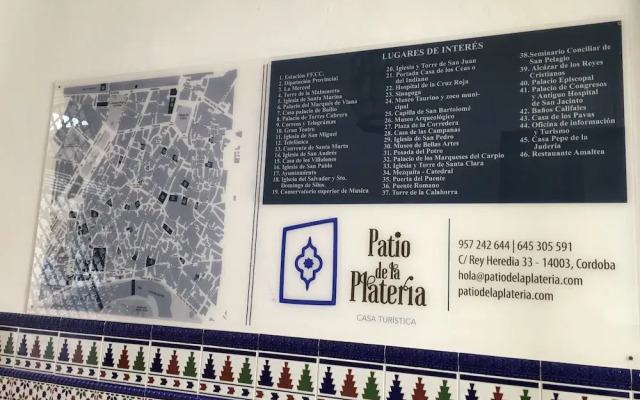 LUGARES DE INTERÉS
1. Estación FF.CC.
2. Diputación Provincial
3. La Merced
4. Torre de la Malmuerta
5. Iglesia de Santa Marina
6. Palacio del Marqués de Viana
7. Casa palacio de Bailío
8. Palacio de Torres Cabrera
9. Correos y Telégramas
10. Gran Teatro
11. Iglesia de San Miguel
12. Telefónica
13. Convento de Santa Marta
14. Iglesia de San Andrés
15. Casa de los Villalones
16. Iglesia de San Pablo
17. Ayuntamiento
18. Iglesia del Salvador y Sto.
Domingo de Silos.
19. Conservatorio superior de Musica
20. Iglesia y Torre de San Juan
21. Portada Casa de los Ceas o
del Indiano
22. Hospital de la Cruz Roja
23. Sinagoga
24. Museo Taurino y zoco muni-
cipal
25. Capilla de San Bartolomé
26. Museo Arqueológico
27. Plaza de la Corredera
28. Casa de las Campanas
29. Iglesia de San Pedro
30. Museo de Bellas Artes
31. Posada del Potro
32. Palacio de los Marqueses del Carpio
33. Iglesia y Torre de Santa Clara
34. Mezquita - Catedral
35. Puerta del Puente
36. Puente Romano
37. Torre de la Calahorra
38. Seminario Conciliar de
San Pelagio
39. Alcázar de los Reyes
Cristianos
40. Palacio Episcopal
41. Palacio de Congresos
y Antiguo Hospital
de San Jacinto
42. Baños Califales
43. Casa de los Pavas
44. Oficina de información
y Turismo
45. Casa Pepe de la
Judería
46. Restauante Amaltea
Patio
de la
Platería
CASA TURÍSTICA
957 242 644 | 645 305 591
C/ Rey Heredia 33 - 14003, Cordoba
hola@patiodelaplateria.com
patiodelaplateria.com